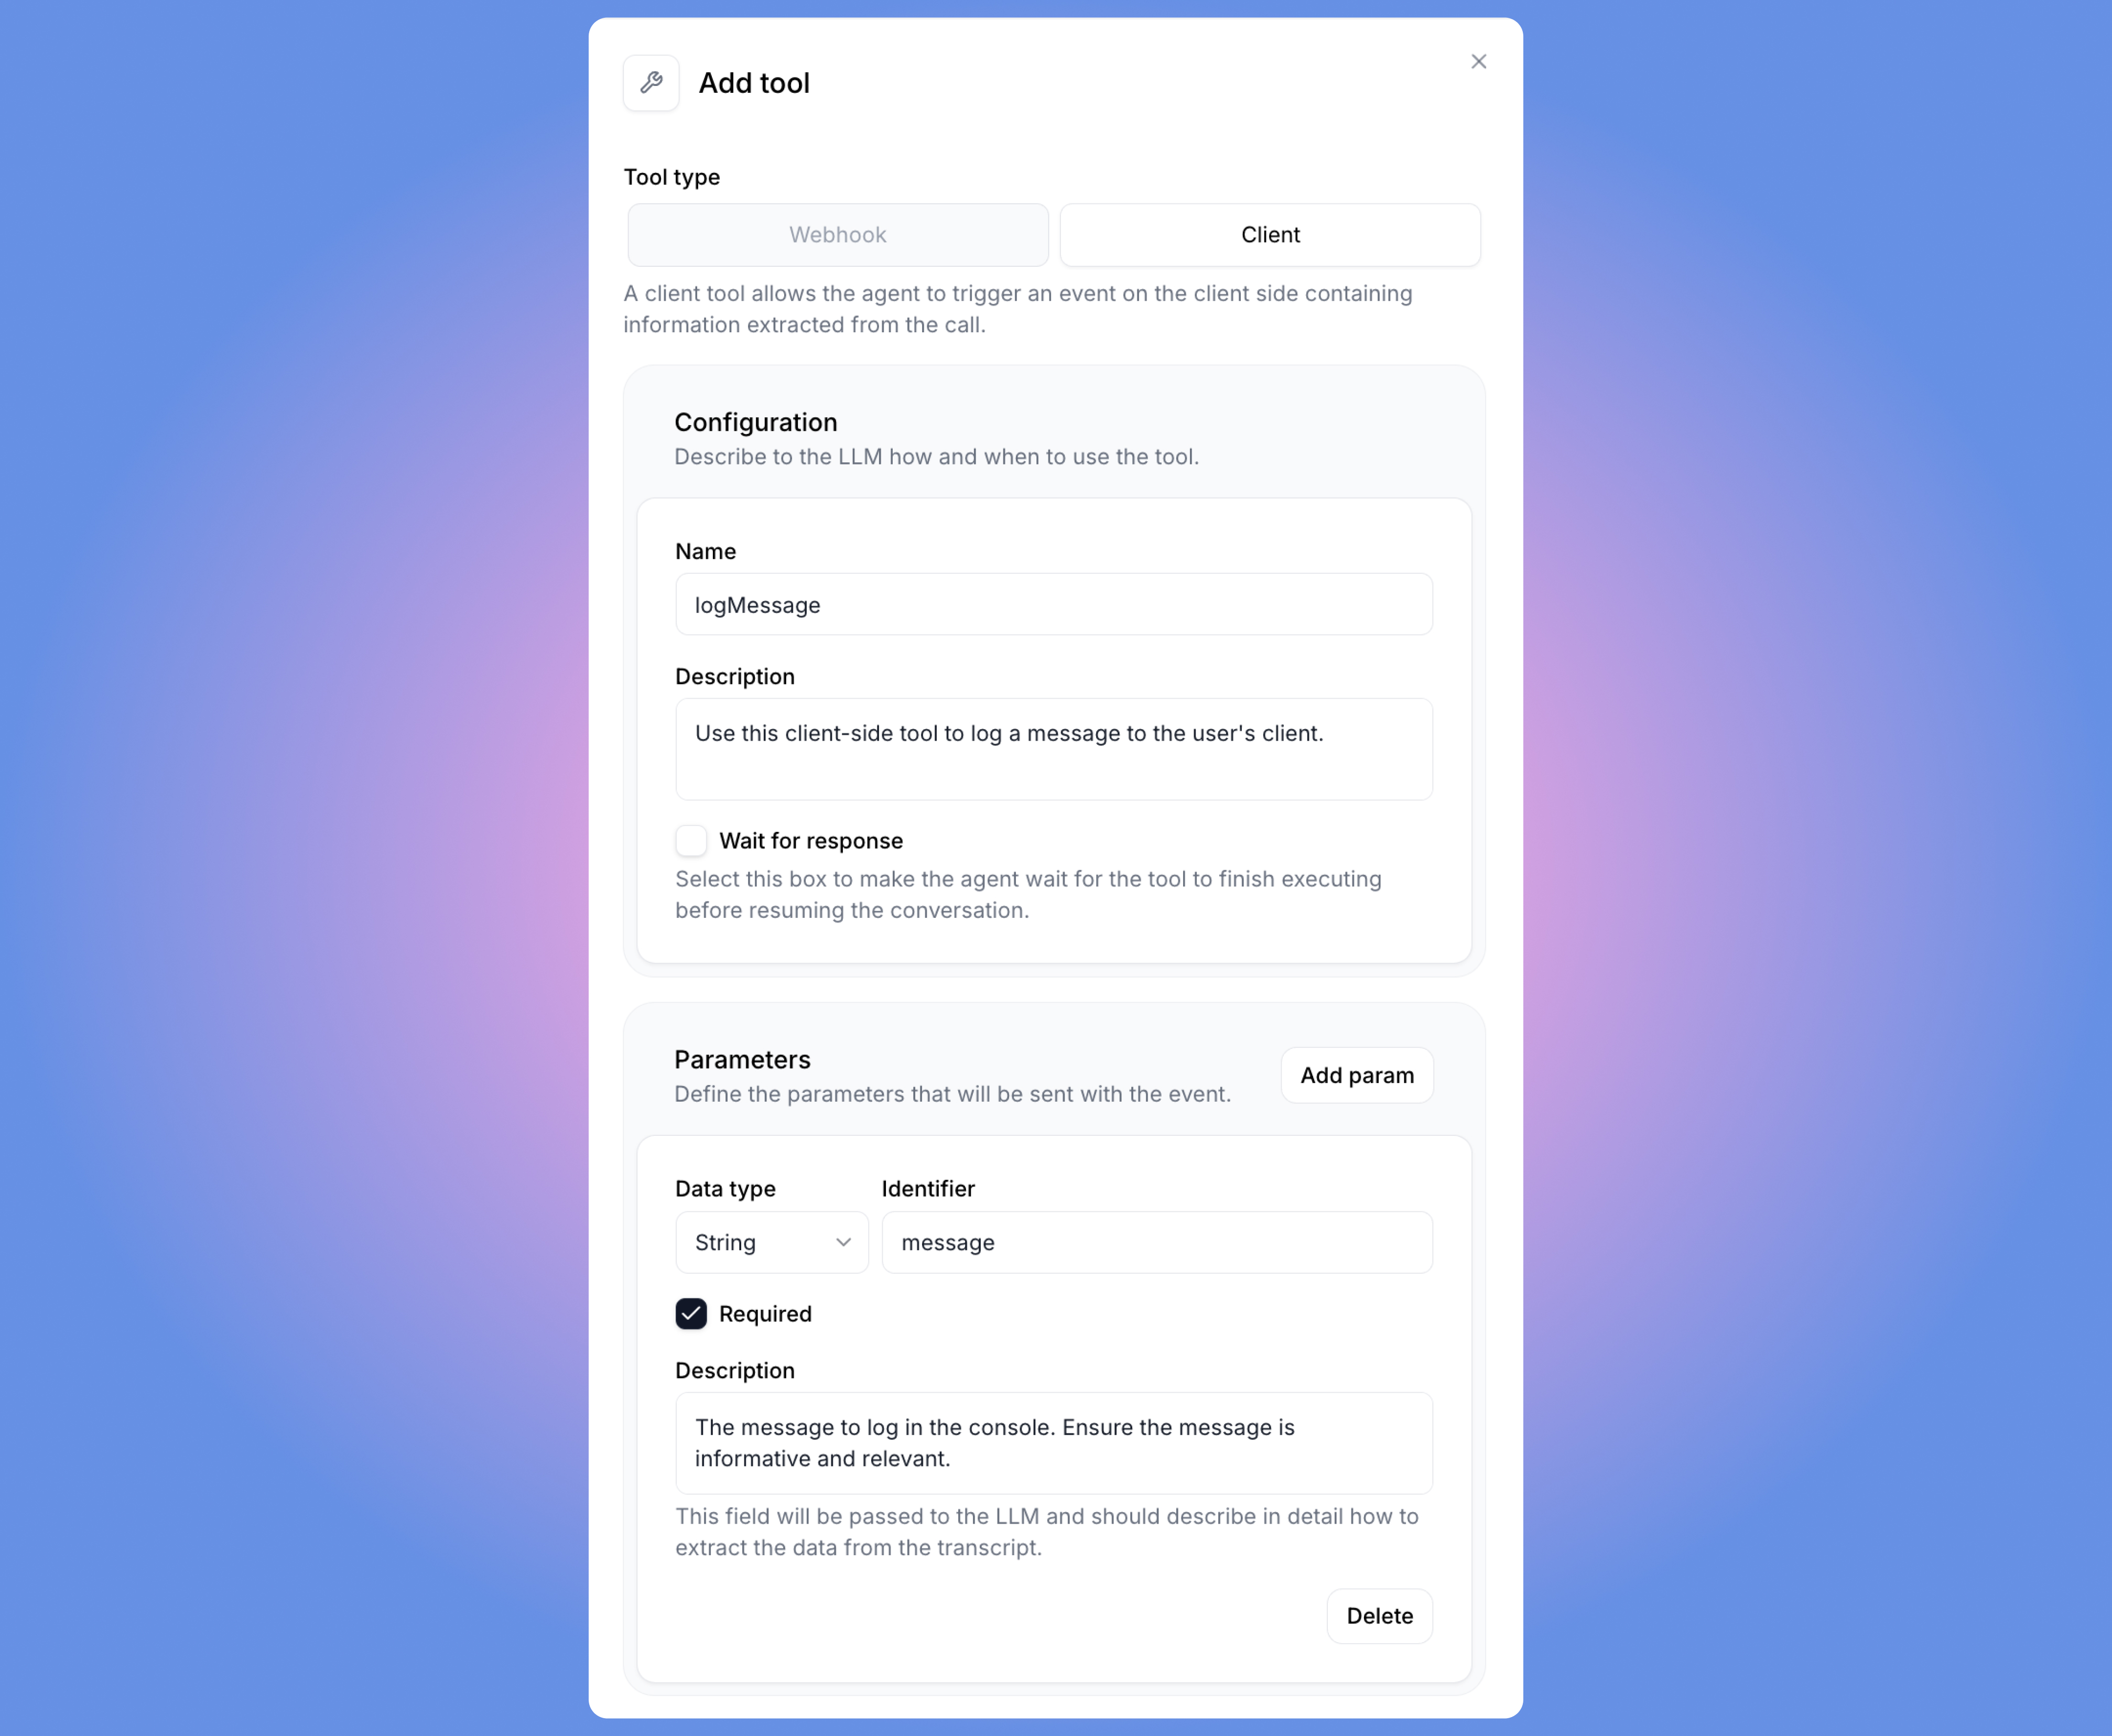 Add tool
Tool type
Webhook
Client
A client tool allows the agent to trigger an event on the client side containing
information extracted from the call.
Configuration
Describe to the LLM how and when to use the tool.
Name
logMessage
Description
Use this client-side tool to log a message to the user's client.
Wait for response
Select this box to make the agent wait for the tool to finish executing
before resuming the conversation.
Parameters
Define the parameters that will be sent with the event.
Add param
Data type
Identifier
String
message
Required
Description
The message to log in the console. Ensure the message is
informative and relevant.
This field will be passed to the LLM and should describe in detail how to
extract the data from the transcript.
Delete